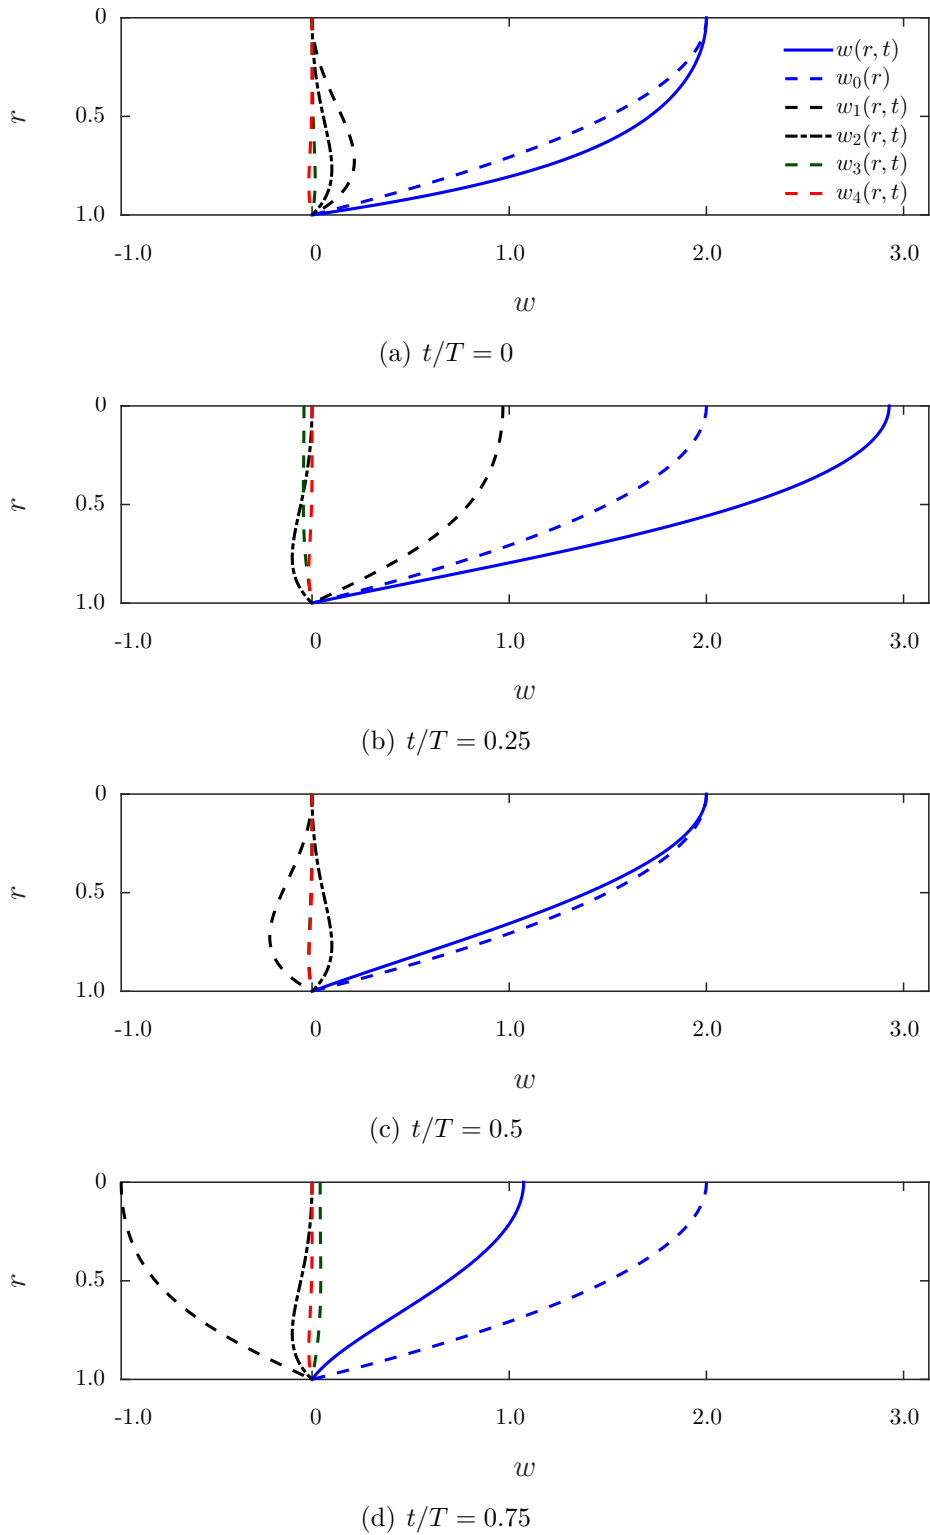 0
0.5
1.0
r
-1.0 0 1.0 2.0 3.0
w
w(r, t)
w₀(r)
w₁(r, t)
w₂(r, t)
w₃(r, t)
w₄(r, t)
(a) t/T = 0
0
0.5
1.0
r
-1.0 0 1.0 2.0 3.0
w
(b) t/T = 0.25
0
0.5
1.0
r
-1.0 0 1.0 2.0 3.0
w
(c) t/T = 0.5
0
0.5
1.0
r
-1.0 0 1.0 2.0 3.0
w
(d) t/T = 0.75